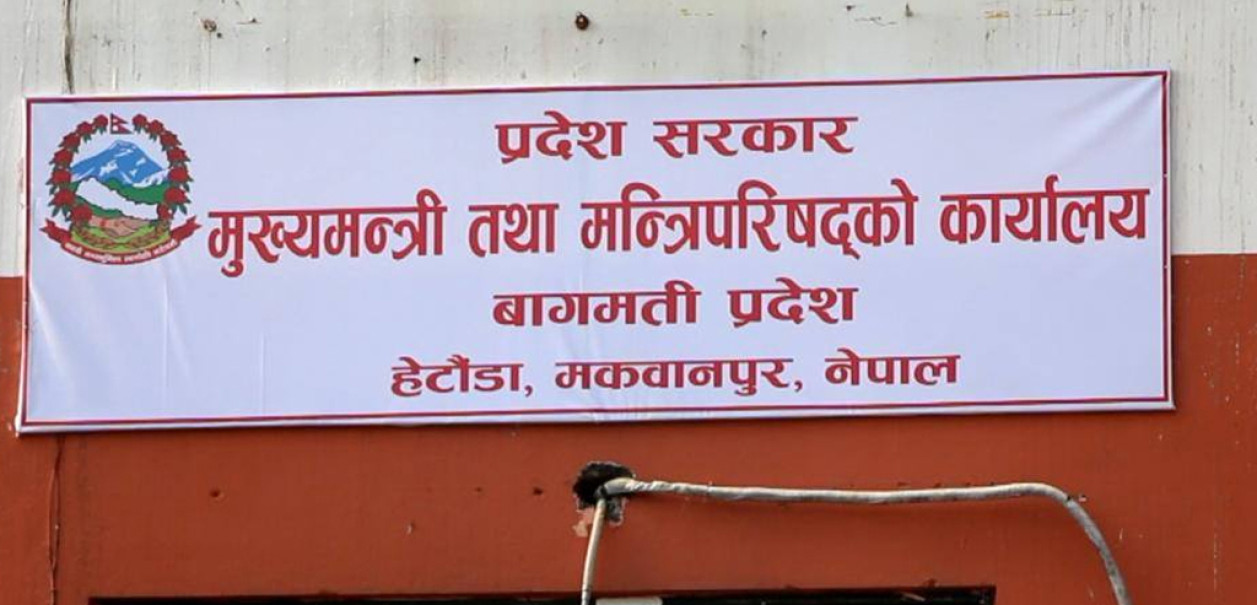 प्रदेश सरकार
मुख्यमन्त्री तथा मन्त्रिपरिषद्को कार्यालय
बागमती प्रदेश
हेटौंडा, मकवानपुर, नेपाल